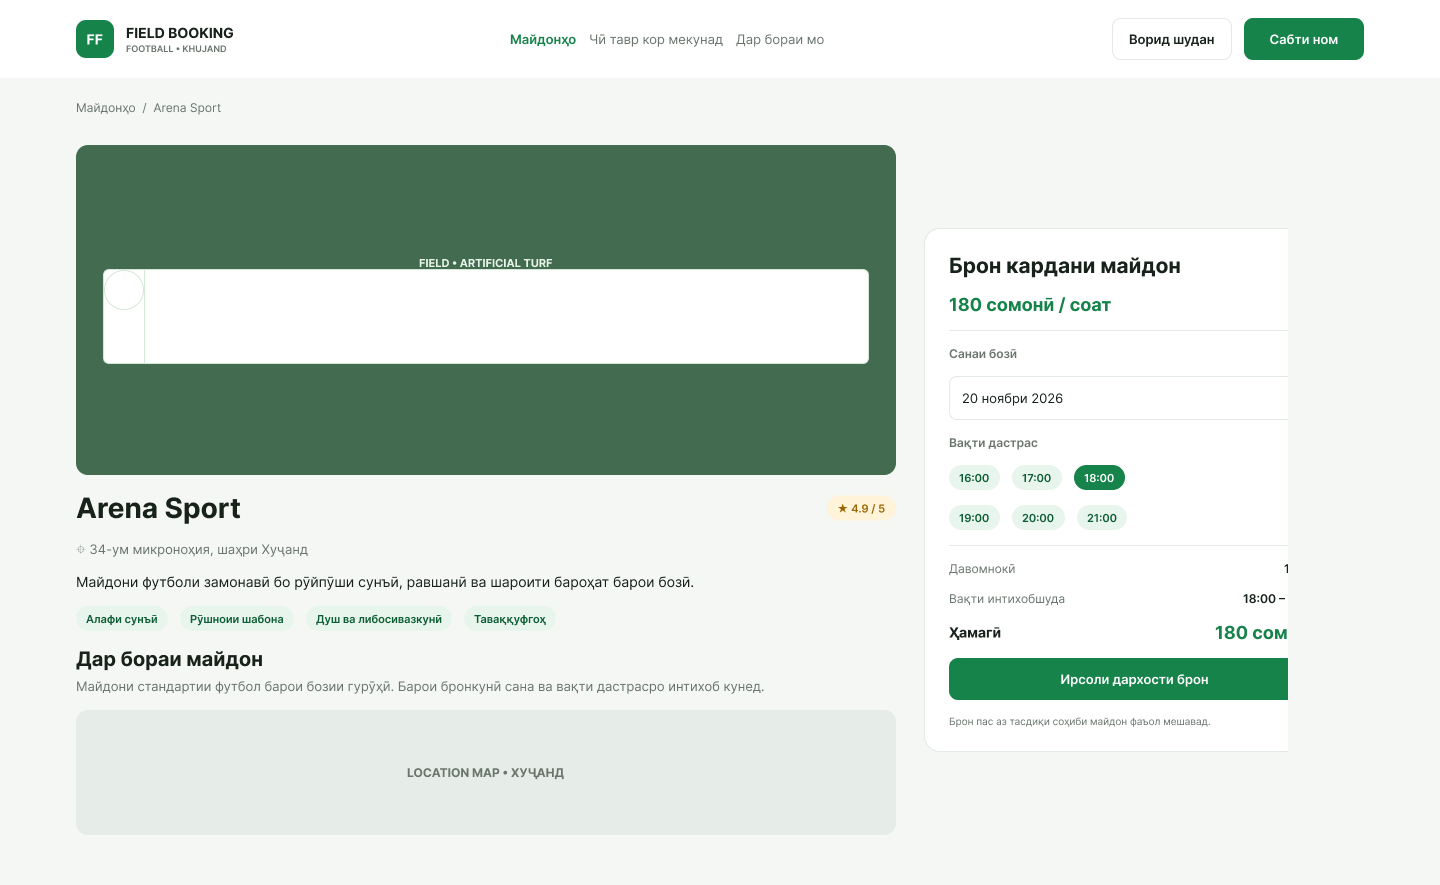 FF
FIELD BOOKING
FOOTBALL • KHUJAND
Майдонҳо Чӣ тавр кор мекунад Дар бораи мо
Ворид шудан Сабти ном
Майдонҳо / Arena Sport
FIELD • ARTIFICIAL TURF
Arena Sport
★ 4.9 / 5
34-ум микроноҳия, шаҳри Хуҷанд
Майдони футболи замонавӣ бо рӯйпӯши сунъӣ, равшанӣ ва шароити бароҳат барои бозӣ.
Алафи сунъӣ Рӯшноии шабона Душ ва либосивазкунӣ Таваққуфгоҳ
Дар бораи майдон
Майдони стандартии футбол барои бозии гурӯҳӣ. Барои бронкунӣ сана ва вақти дастрасро интихоб кунед.
LOCATION MAP • ХУҶАНД
Брон кардани майдон
180 сомонӣ / соат
Санаи бозӣ
20 ноябри 2026
Вақти дастрас
16:00 17:00 18:00
19:00 20:00 21:00
Давомнокӣ 1
Вақти интихобшуда 18:00 –
Ҳамагӣ 180 сом
Ирсоли дархости брон
Брон пас аз тасдиқи соҳиби майдон фаъол мешавад.